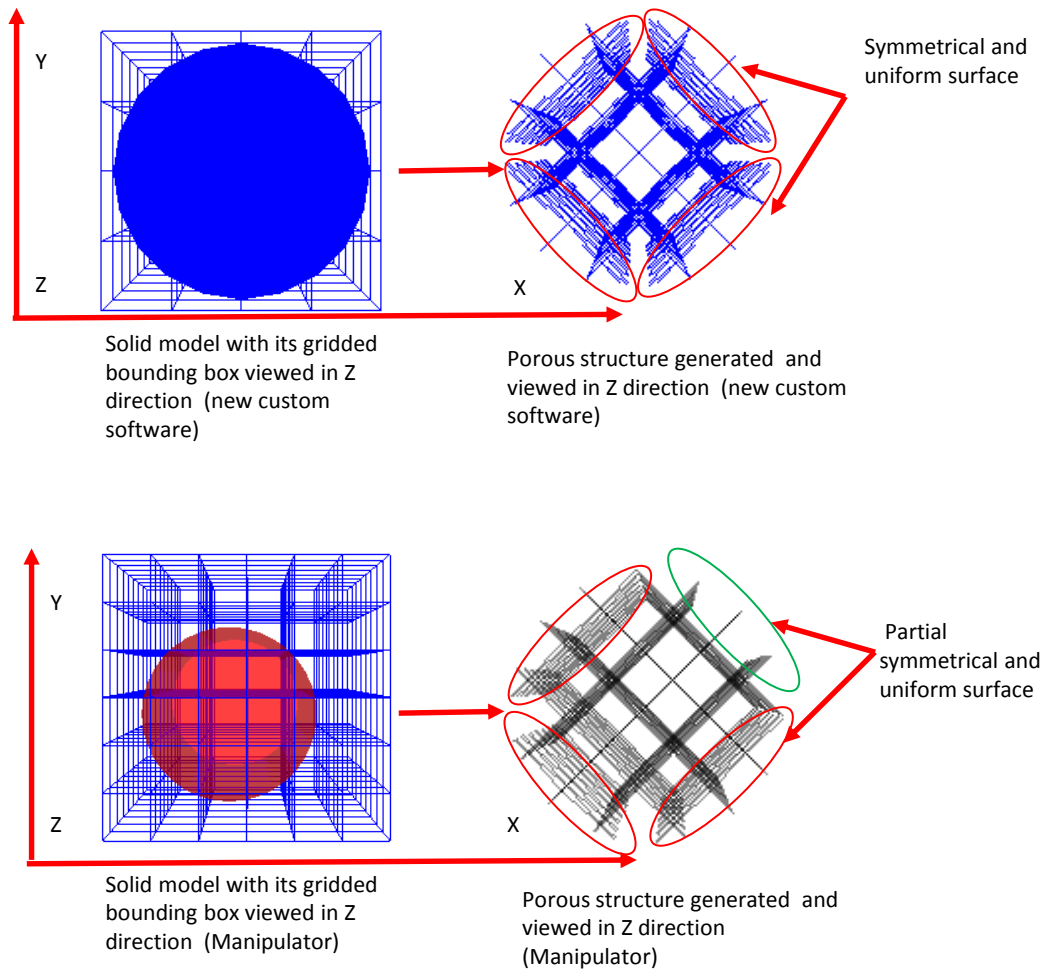 Y
Symmetrical and
uniform surface
Z
X
Solid model with its gridded
bounding box viewed in Z
direction (new custom
software)
Porous structure generated and
viewed in Z direction (new custom
software)
Y
Partial
symmetrical and
uniform surface
Z
X
Solid model with its gridded
bounding box viewed in Z
direction (Manipulator)
Porous structure generated and
viewed in Z direction
(Manipulator)